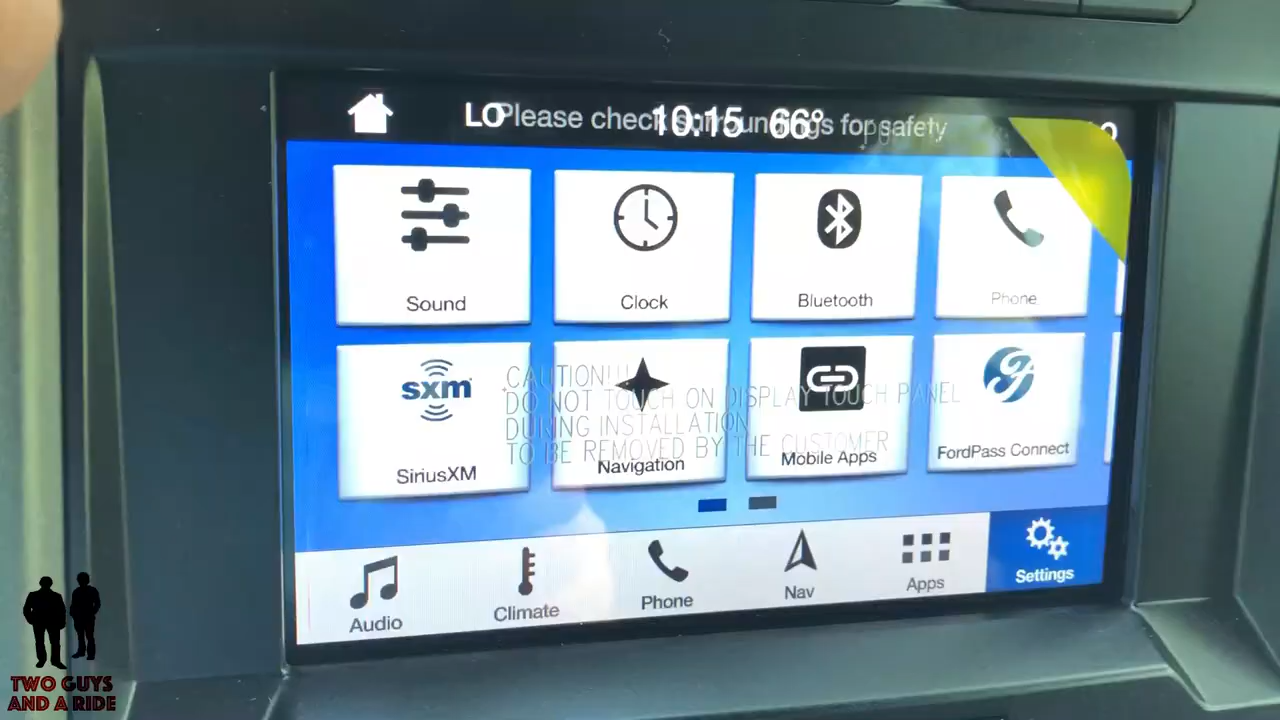 LO 10:15 66° LO
Please check surroundings for safety
Sound Clock Bluetooth Phone
sxm
SiriusXM Navigation Mobile Apps FordPass Connect
CAUTION!!!
DO NOT TOUCH ON DISPLAY TOUCH PANEL
DURING INSTALLATION
TO BE REMOVED BY THE CUSTOMER
Audio Climate Phone Nav Apps Settings
TWO GUYS
AND A RIDE